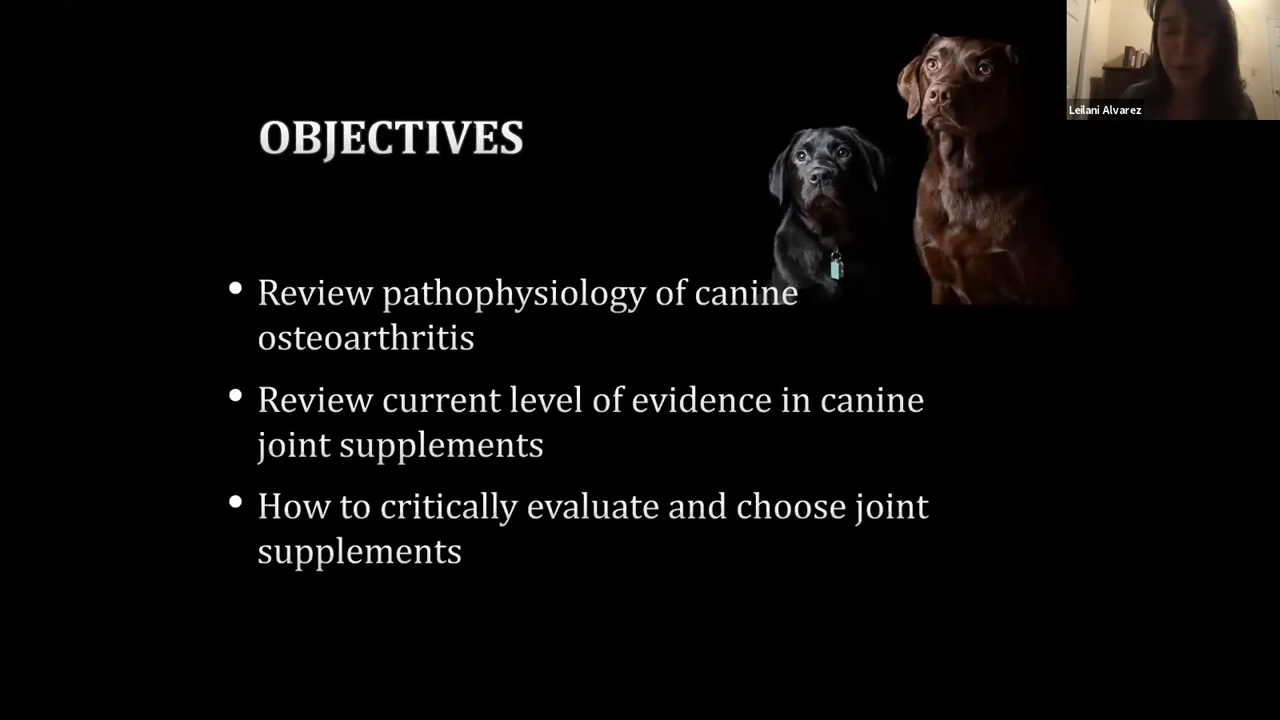 Leilani Alvarez
OBJECTIVES
• Review pathophysiology of canine
osteoarthritis
• Review current level of evidence in canine
joint supplements
• How to critically evaluate and choose joint
supplements